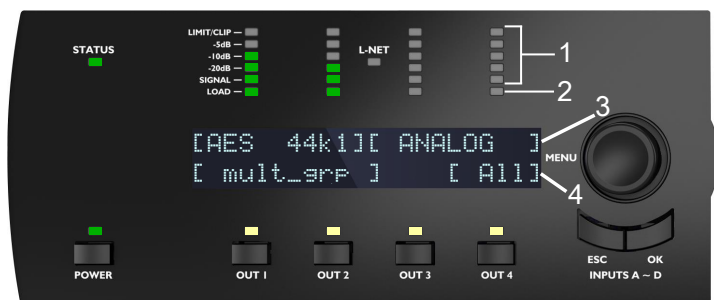 LIMIT/CLIP
-5dB
-10dB
-20dB
SIGNAL
LOAD
STATUS
L-NET
1
2
3
4
[AES 44k1][ ANALOG ]
[ mult_grp ] [ All]
MENU
POWER
OUT 1
OUT 2
OUT 3
OUT 4
ESC OK
INPUTS A ~ D